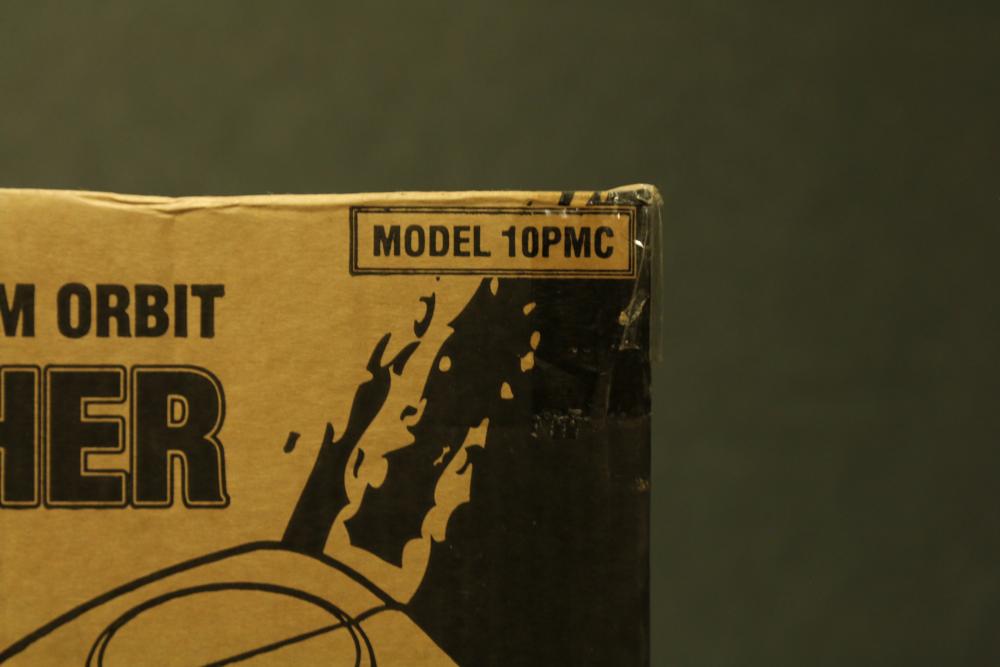 MODEL 10PMC
M ORBIT
HER